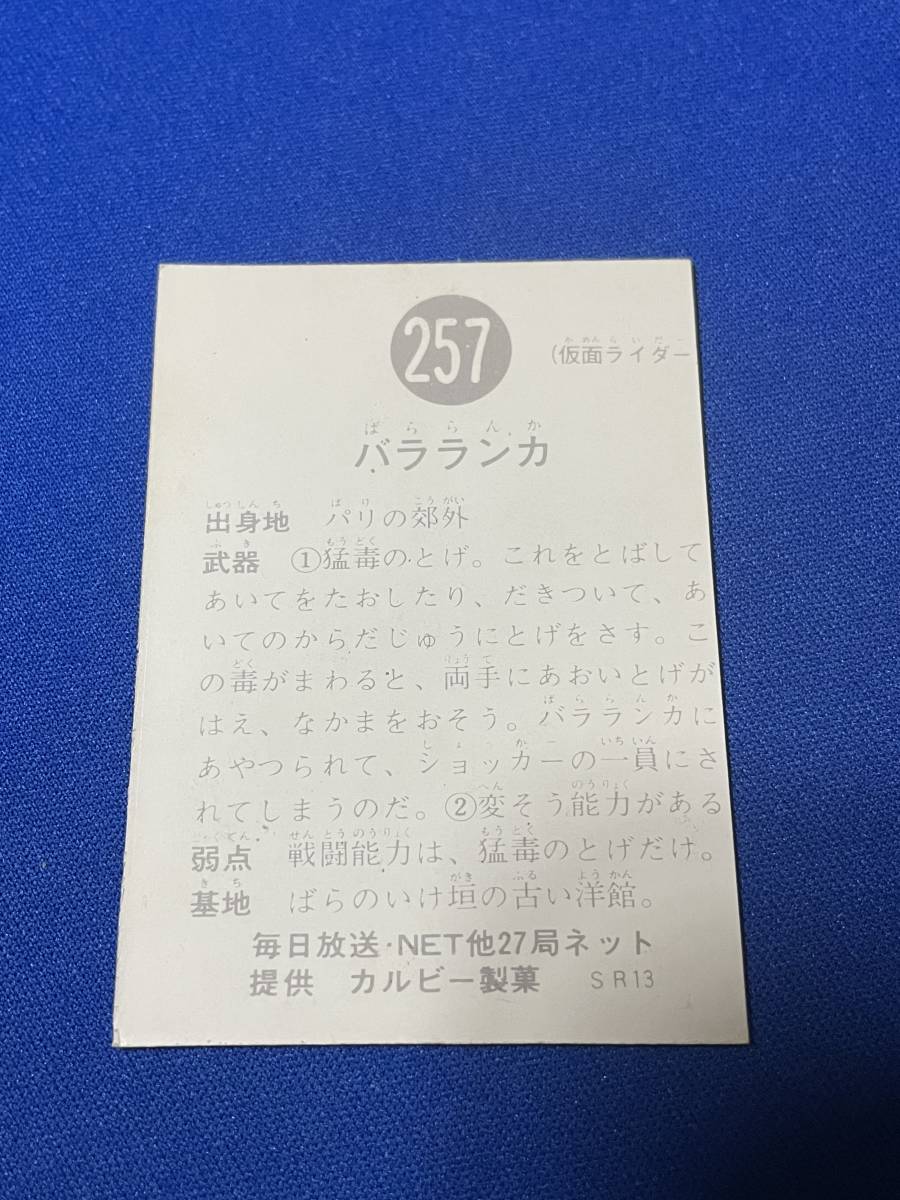 257
(仮面ライダー
バラランカ
出身地 パリの郊外
武器 ①猛毒のとげ。これをとばして
あいてをたおしたり、だきついて、あ
いてのからだじゅうにとげをさす。こ
の毒がまわると、両手にあおいとげが
はえ、なかまをおそう。バラランカに
あやつられて、ショッカーの一員にさ
れてしまうのだ。②変そう能力がある
弱点 戦闘能力は、猛毒のとげだけ。
基地 ばらのいけ垣の古い洋館。
毎日放送・NET他27局ネット
提供 カルビー製菓 SR13